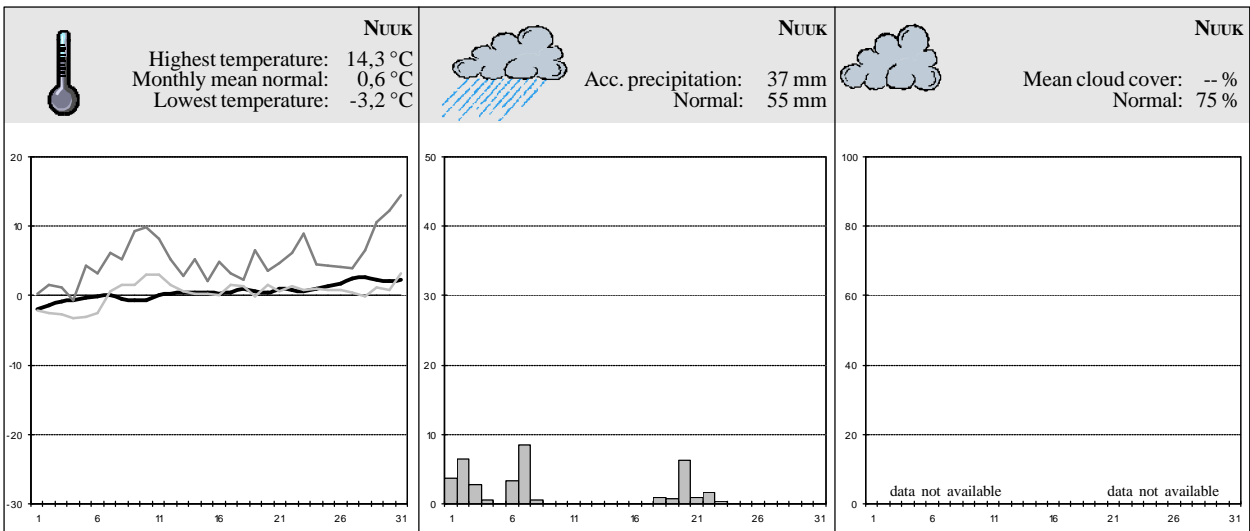 NUUK
Highest temperature: 14,3 °C
Monthly mean normal: 0,6 °C
Lowest temperature: -3,2 °C
NUUK
Acc. precipitation: 37 mm
Normal: 55 mm
NUUK
Mean cloud cover: -- %
Normal: 75 %
20
10
0
-10
-20
-30
1 6 11 16 21 26 31
50
40
30
20
10
0
1 6 11 16 21 26 31
100
80
60
40
20
0
data not available data not available
1 6 11 16 21 26 31